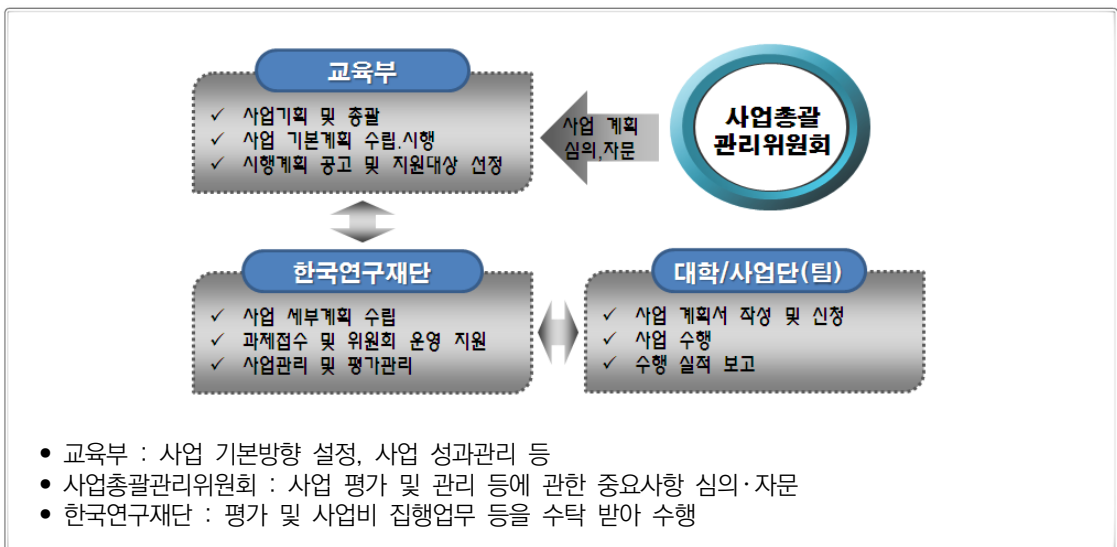 교육부
✓ 사업기획 및 총괄
✓ 사업 기본계획 수립.시행
✓ 시행계획 공고 및 지원대상 선정
사업 계획
심의,자문
사업총괄
관리위원회
한국연구재단
✓ 사업 세부계획 수립
✓ 과제접수 및 위원회 운영 지원
✓ 사업관리 및 평가관리
대학/사업단(팀)
✓ 사업 계획서 작성 및 신청
✓ 사업 수행
✓ 수행 실적 보고
• 교육부 : 사업 기본방향 설정, 사업 성과관리 등
• 사업총괄관리위원회 : 사업 평가 및 관리 등에 관한 중요사항 심의·자문
• 한국연구재단 : 평가 및 사업비 집행업무 등을 수탁 받아 수행